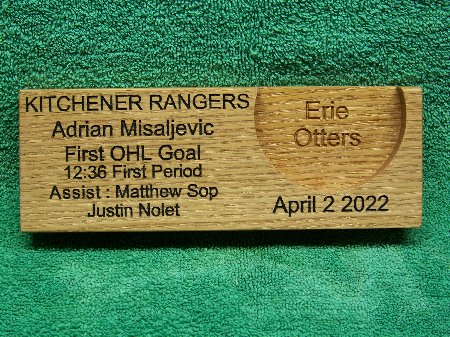 KITCHENER RANGERS
Adrian Misaljevic
First OHL Goal
12:36 First Period
Assist : Matthew Sop
Justin Nolet
Erie
Otters
April 2 2022